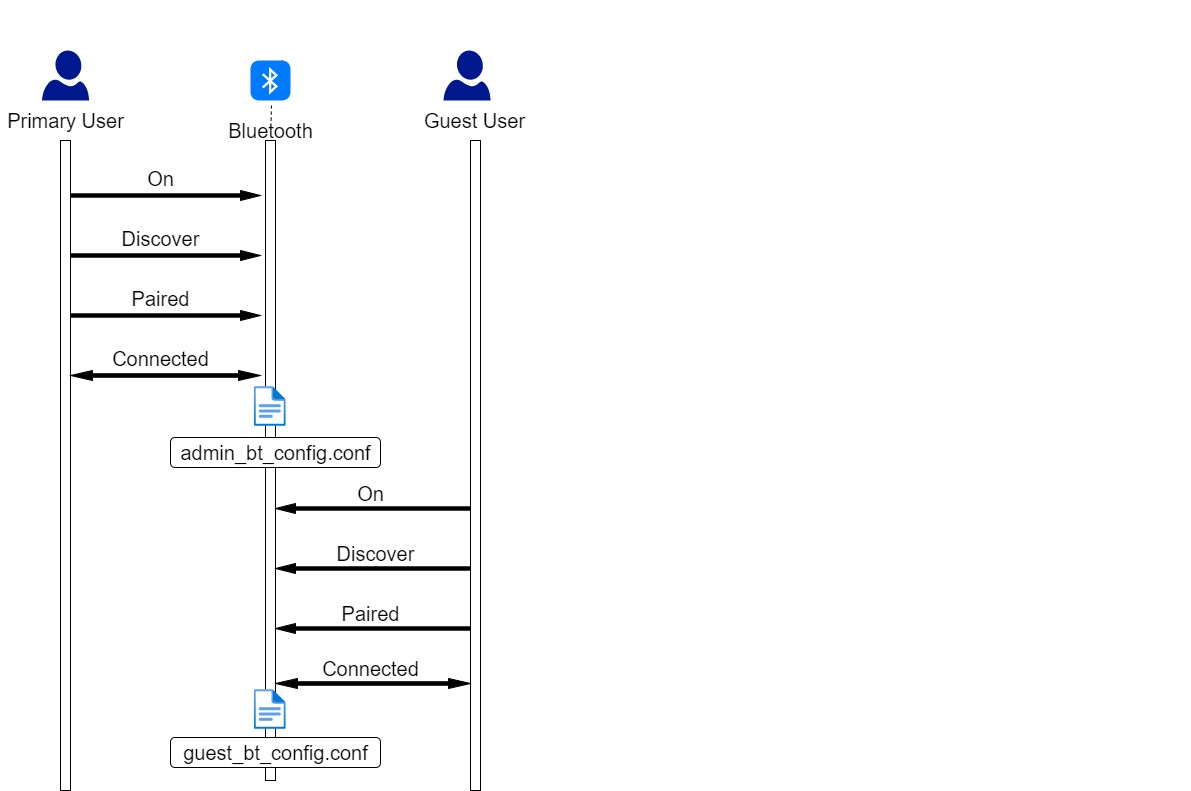 Primary User
Bluetooth
Guest User
On
Discover
Paired
Connected
admin_bt_config.conf
On
Discover
Paired
Connected
guest_bt_config.conf